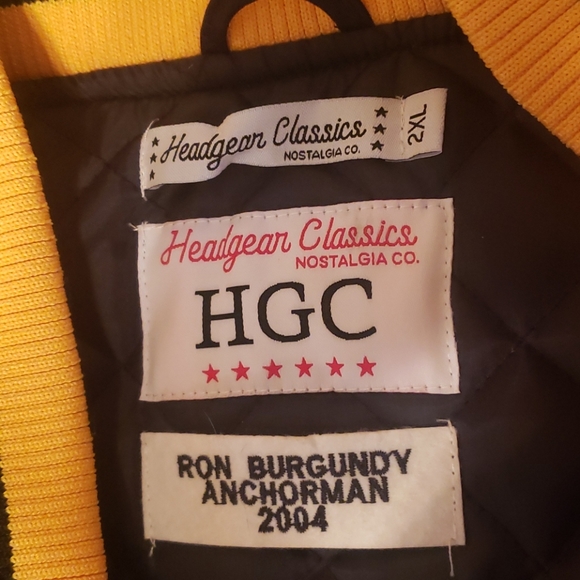 Headgear Classics
NOSTALGIA CO.
2XL
Headgear Classics
NOSTALGIA CO.
HGC
RON BURGUNDY
ANCHORMAN
2004